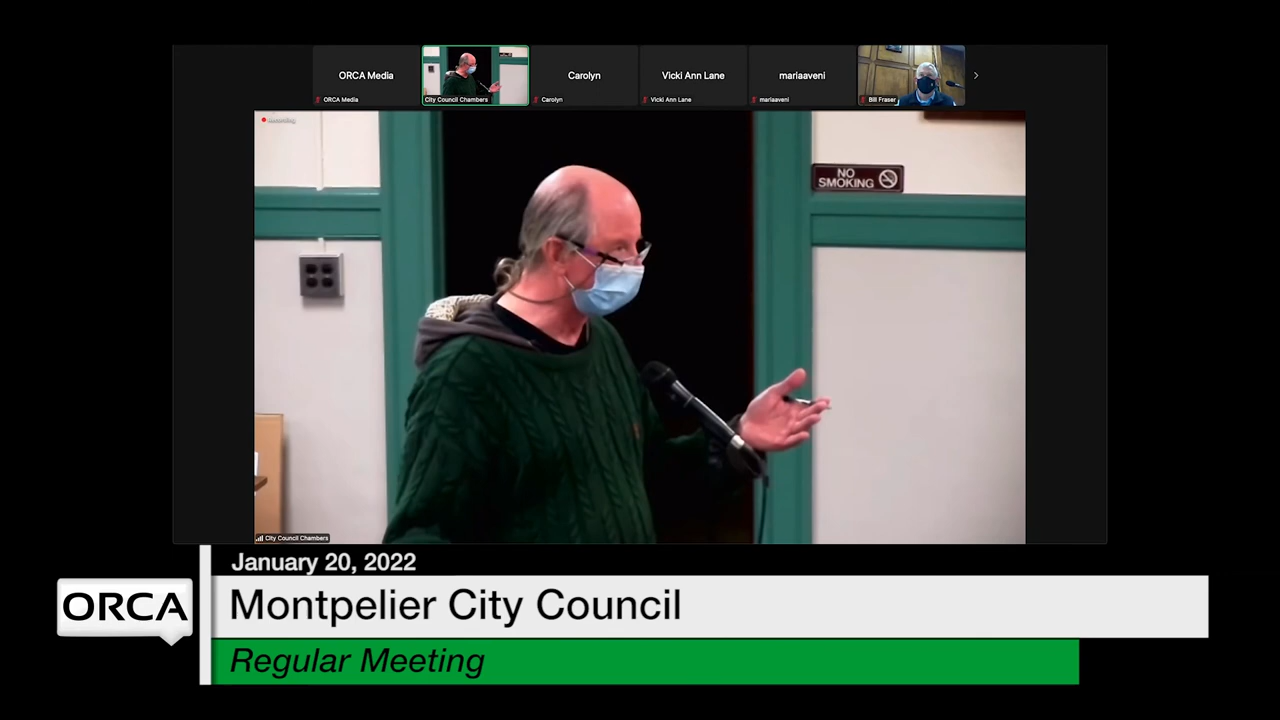 ORCA Media
Carolyn
Vicki Ann Lane
mariaaveni
ORCA Media
City Council Chambers
Carolyn
Vicki Ann Lane
mariaaveni
Bill Fraser
Recording
NO
SMOKING
City Council Chambers
January 20, 2022
ORCA
Montpelier City Council
Regular Meeting